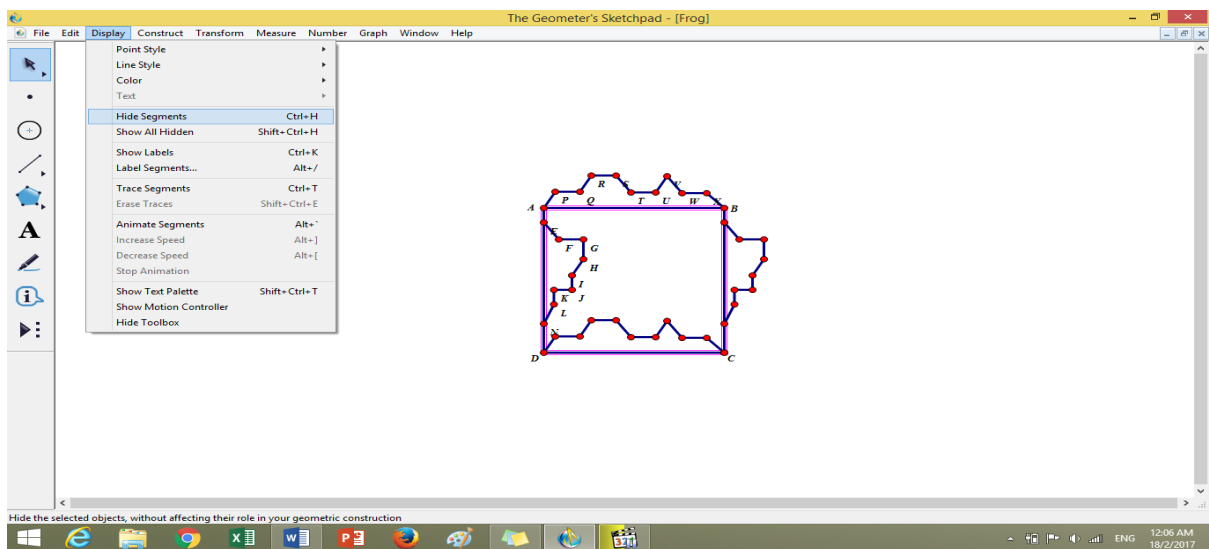 The Geometer's Sketchpad - [Frog]
File Edit Display Construct Transform Measure Number Graph Window Help
Point Style
Line Style
Color
Text
Hide Segments Ctrl+H
Show All Hidden Shift+Ctrl+H
Show Labels Ctrl+K
Label Segments... Alt+/
Trace Segments Ctrl+T
Erase Traces Shift+Ctrl+E
Animate Segments Alt+`
Increase Speed Alt+]
Decrease Speed Alt+[
Stop Animation
Show Text Palette Shift+Ctrl+T
Show Motion Controller
Hide Toolbox
A
R S V
P Q T U W X
A B
E
F G
H
I
K J
L
N
D C
Hide the selected objects, without affecting their role in your geometric construction
ENG 12:06 AM
18/2/2017
321